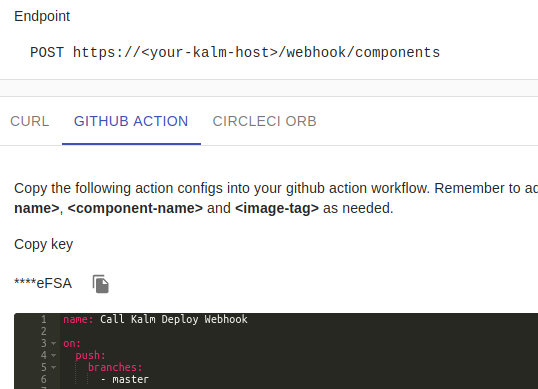 Endpoint
POST https://<your-kalm-host>/webhook/components
CURL GITHUB ACTION CIRCLECI ORB
Copy the following action configs into your github action workflow. Remember to
name>, <component-name> and <image-tag> as needed.
Copy key
****eFSA
1 name: Call Kalm Deploy Webhook
2
3 on:
4 push:
5 branches:
6 - master